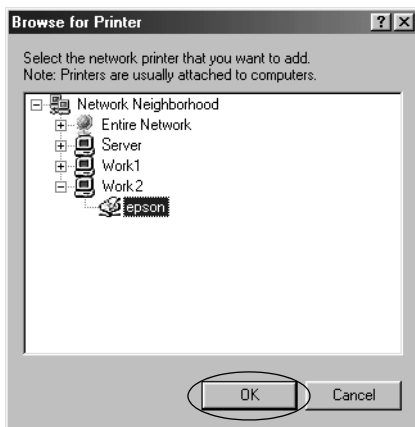 Browse for Printer
Select the network printer that you want to add.
Note: Printers are usually attached to computers.
Network Neighborhood
Entire Network
Server
Work1
Work2
epson
OK Cancel